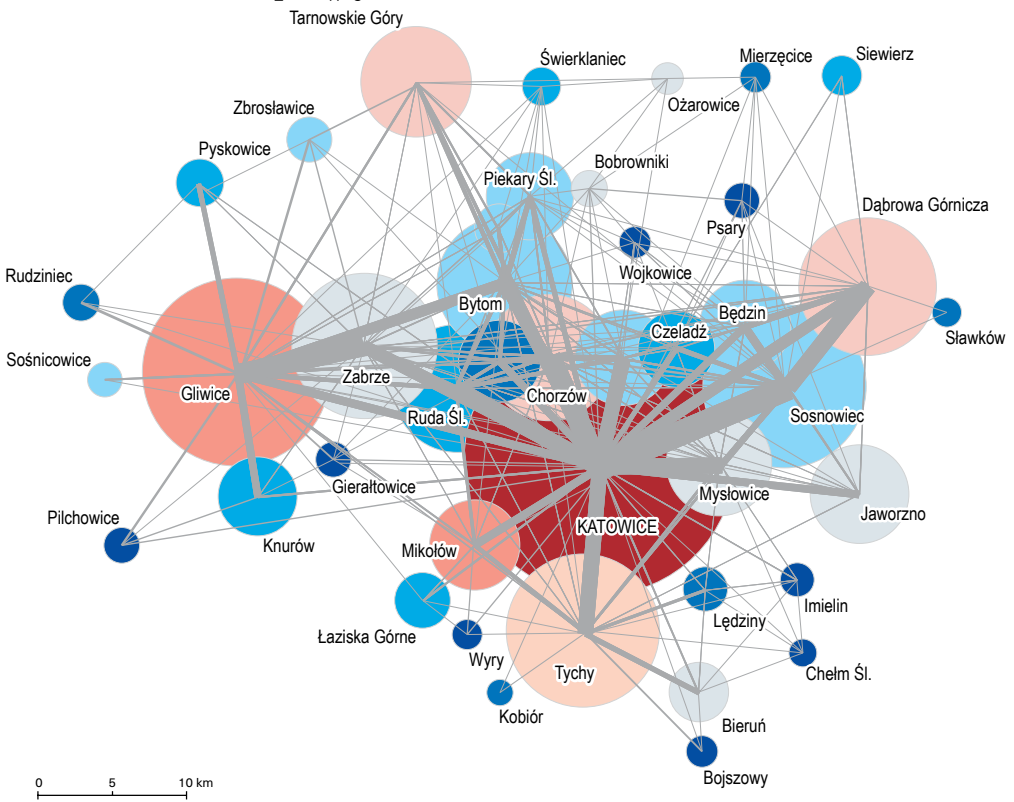 Tarnowskie Góry
Świerklaniec
Mierzęcice
Siewierz
Ożarowice
Zbrosławice
Pyskowice
Bobrowniki
Piekary Śl.
Psary
Dąbrowa Górnicza
Wojkowice
Rudziniec
Bytom
Będzin
Czeladź
Sławków
Sośnicowice
Zabrze
Gliwice
Chorzów
Sosnowiec
Ruda Śl.
Gierałtowice
Mysłowice
Jaworzno
Pilchowice
KATOWICE
Knurów
Mikołów
Imielin
Lędziny
Łaziska Górne
Wyry
Tychy
Chełm Śl.
Kobiór
Bieruń
Bojszowy
0 5 10 km